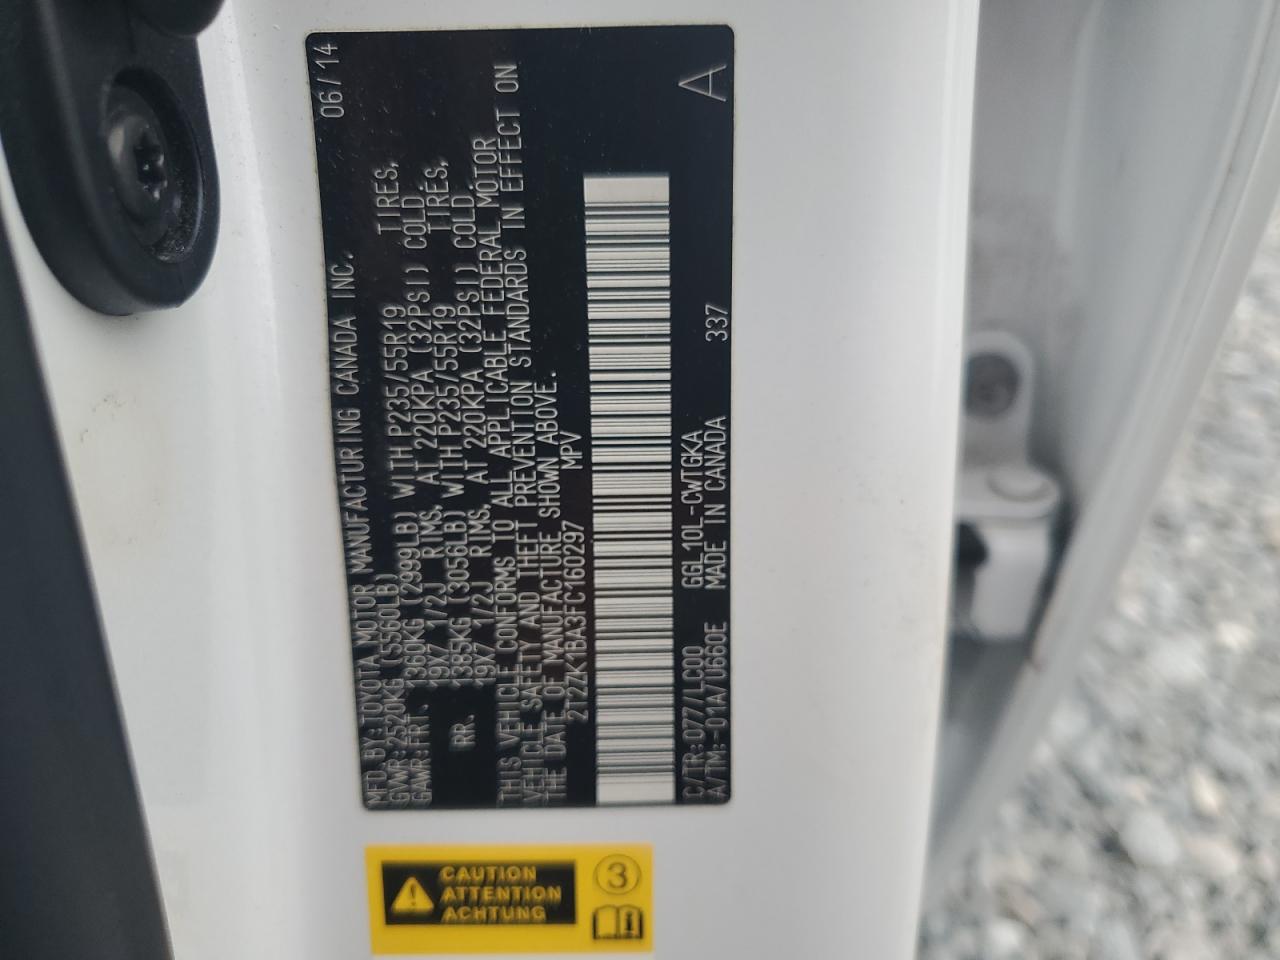 MFD.BY:TOYOTA MOTOR MANUFACTURING CANADA INC. 06/14
GVWR:2520KG (5560LB)
GAWR:FRT. 1360KG (2999LB) WITH P235/55R19 TIRES,
19X7 1/2J RIMS, AT 220KPA (32PSI) COLD.
RR. 1385KG (3056LB) WITH P235/55R19 TIRES,
19X7 1/2J RIMS, AT 220KPA (32PSI) COLD.
THIS VEHICLE CONFORMS TO ALL APPLICABLE FEDERAL MOTOR
VEHICLE SAFETY AND THEFT PREVENTION STANDARDS IN EFFECT ON
THE DATE OF MANUFACTURE SHOWN ABOVE.
2T2ZK1BA3FC160297 MPV
C/TR:077/LC00 GGL10L-CWTGKA
A/TM:-01A/U660E MADE IN CANADA 337 A
CAUTION
ATTENTION
ACHTUNG
3